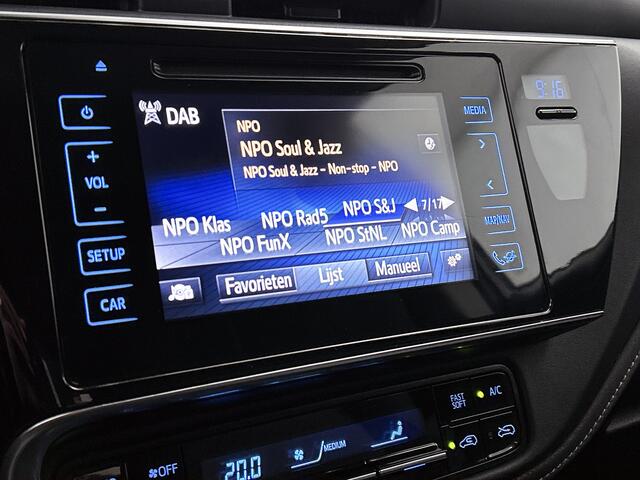 9:16
DAB
MEDIA
NPO
NPO Soul & Jazz
NPO Soul & Jazz - Non-stop - NPO
VOL
NPO Klas
NPO Rad5
NPO S&J
7/17
NPO FunX
NPO StNL
NPO Camp
MAP/NAV
SETUP
Favorieten
Lijst
Manueel
CAR
FAST
SOFT
A/C
OFF
20.0
MEDIUM